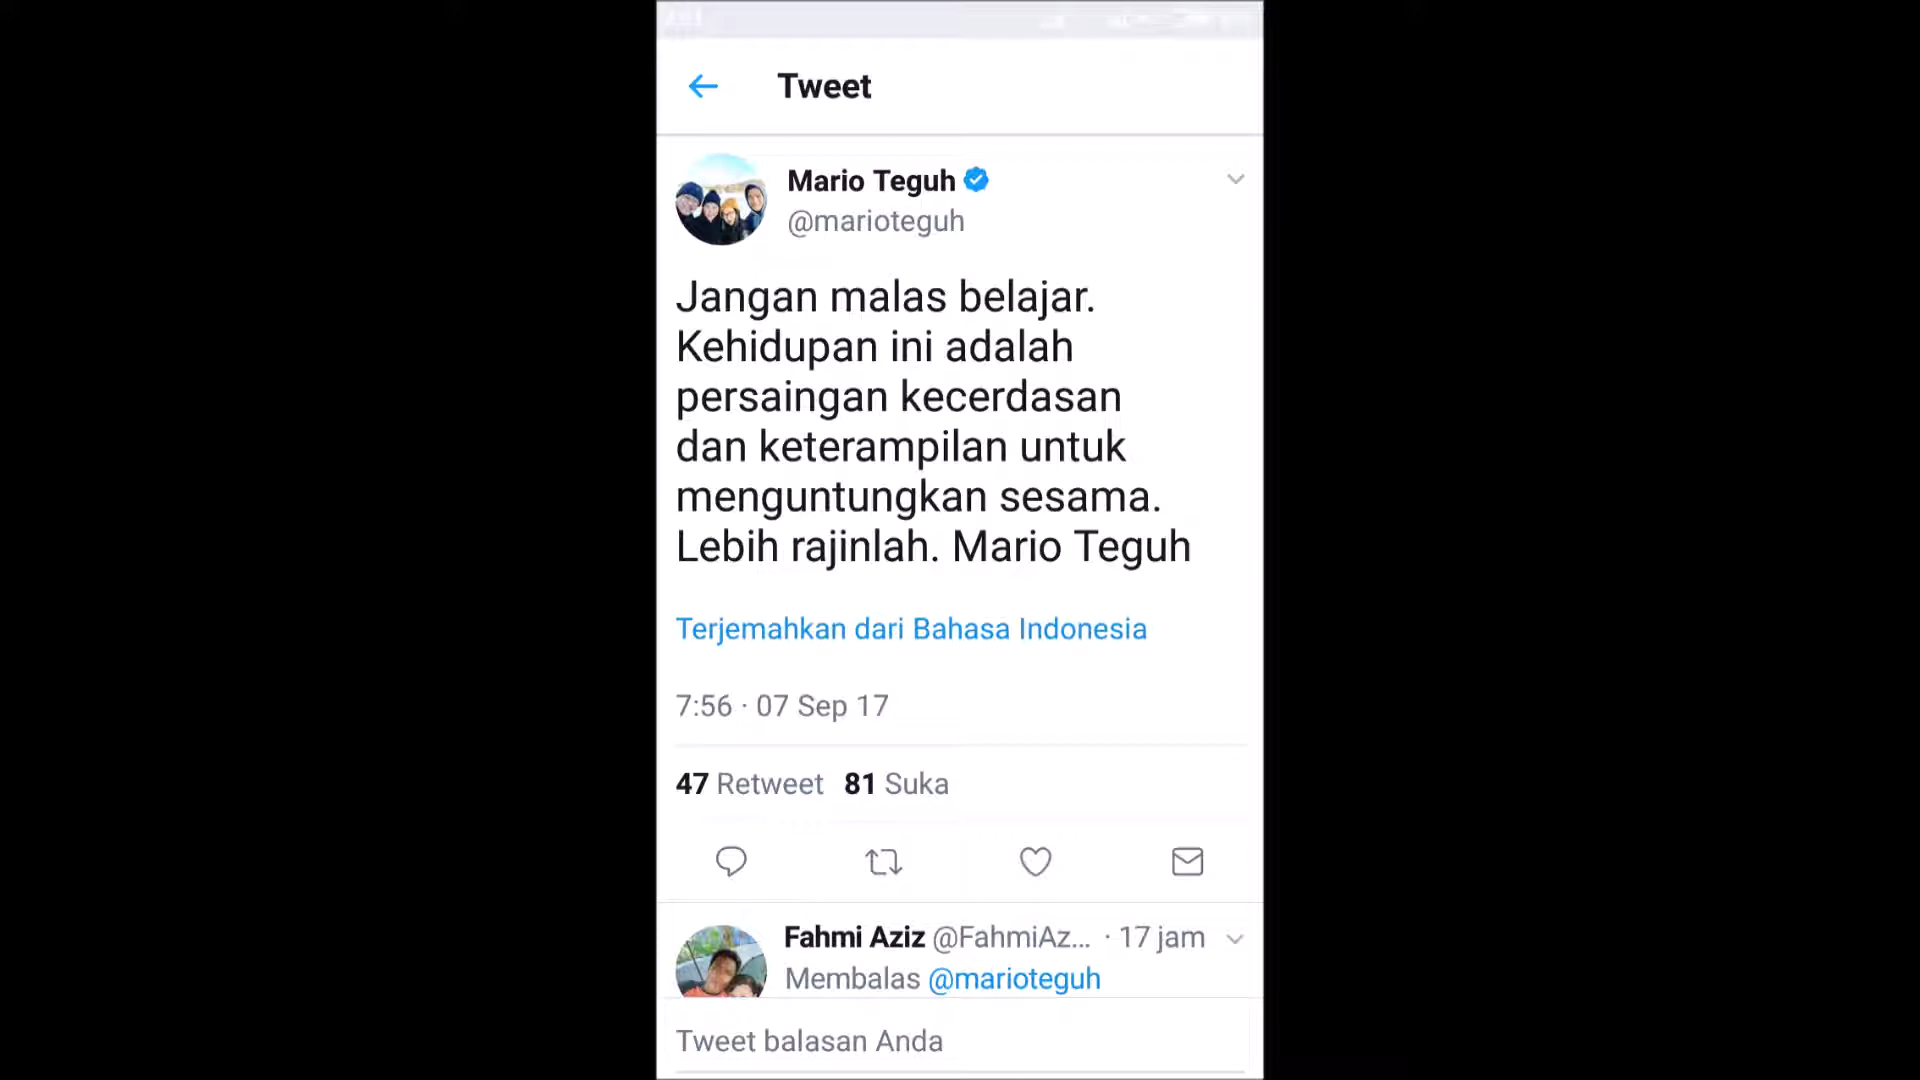 Tweet
Mario Teguh
@marioteguh
Jangan malas belajar.
Kehidupan ini adalah
persaingan kecerdasan
dan keterampilan untuk
menguntungkan sesama.
Lebih rajinlah. Mario Teguh
Terjemahkan dari Bahasa Indonesia
7:56 · 07 Sep 17
47 Retweet 81 Suka
Fahmi Aziz @FahmiAz... · 17 jam
Membalas @marioteguh
Tweet balasan Anda